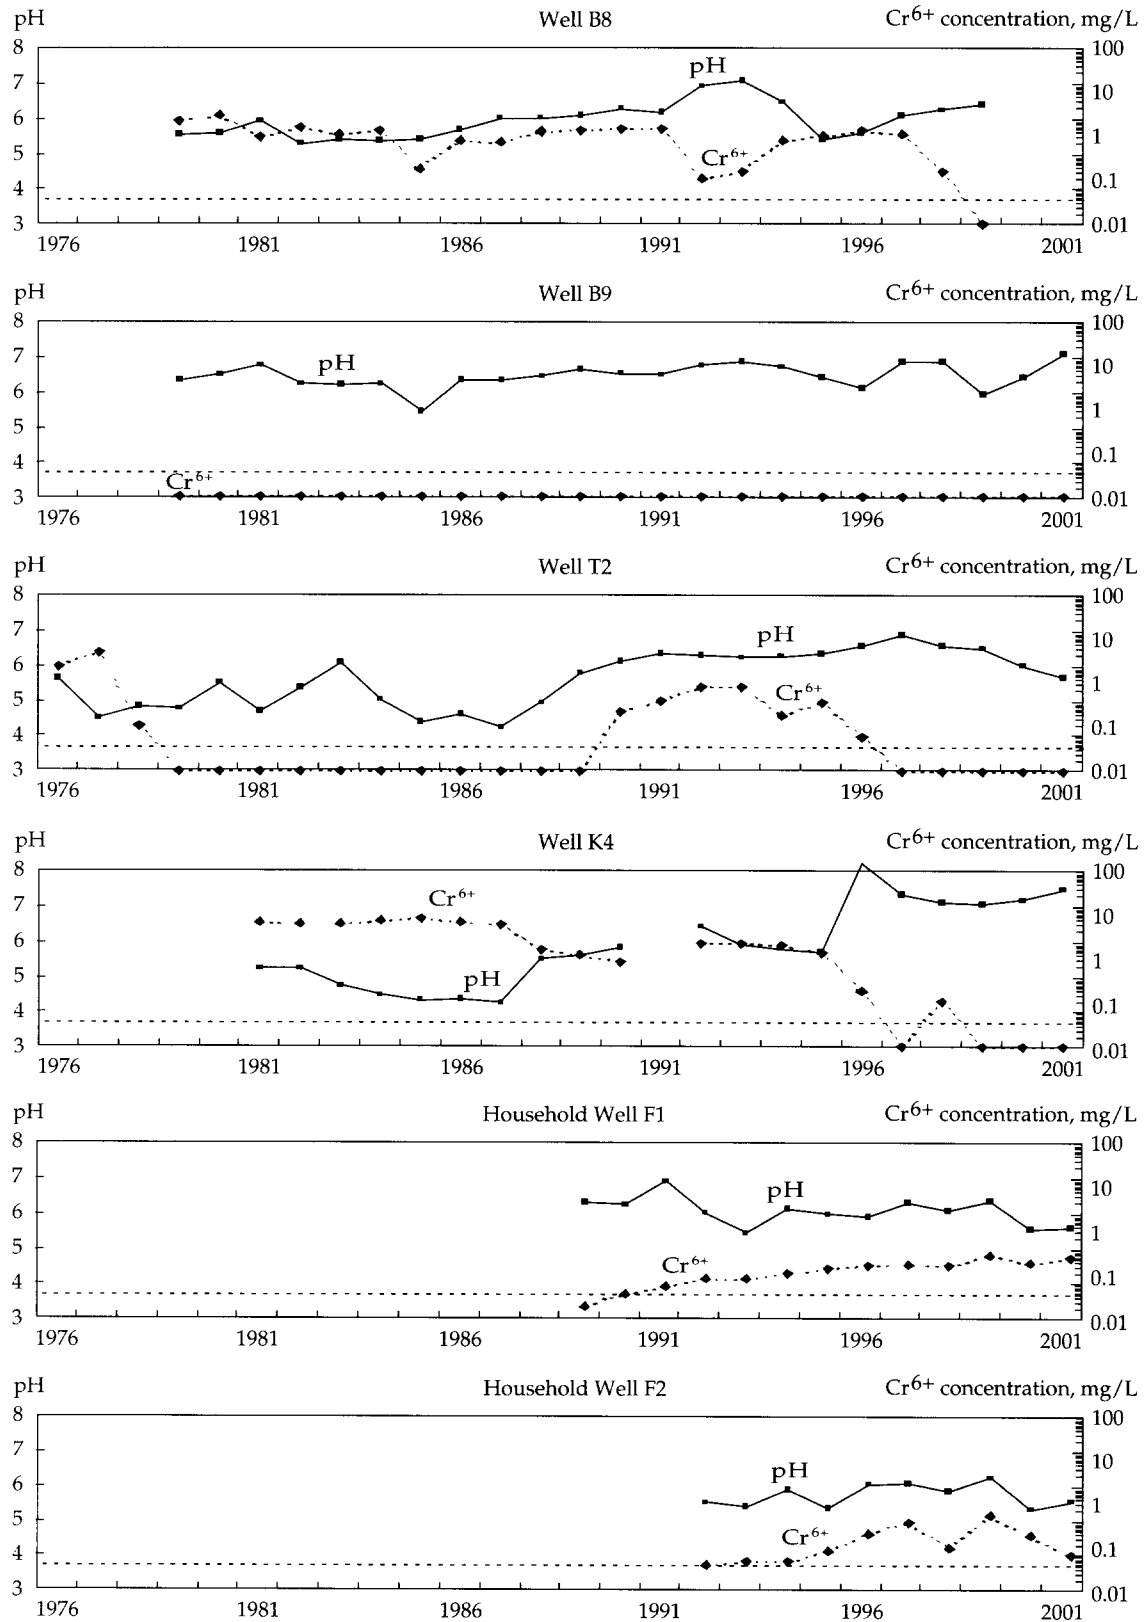 pH Well B8 Cr6+ concentration, mg/L
8 100
7 pH 10
6
5 Cr6+ 1
4 0.1
3 0.01
1976 1981 1986 1991 1996 2001
pH Well B9 Cr6+ concentration, mg/L
8 100
7 pH 10
6
5 1
4 0.1
Cr6+
3 0.01
1976 1981 1986 1991 1996 2001
pH Well T2 Cr6+ concentration, mg/L
8 100
7 pH 10
6
5 Cr6+ 1
4 0.1
3 0.01
1976 1981 1986 1991 1996 2001
pH Well K4 Cr6+ concentration, mg/L
8 100
7 Cr6+ 10
6
5 pH 1
4 0.1
3 0.01
1976 1981 1986 1991 1996 2001
pH Household Well F1 Cr6+ concentration, mg/L
8 100
7 pH 10
6
5 1
4 Cr6+ 0.1
3 0.01
1976 1981 1986 1991 1996 2001
pH Household Well F2 Cr6+ concentration, mg/L
8 100
7 10
6 pH
5 1
4 Cr6+ 0.1
3 0.01
1976 1981 1986 1991 1996 2001